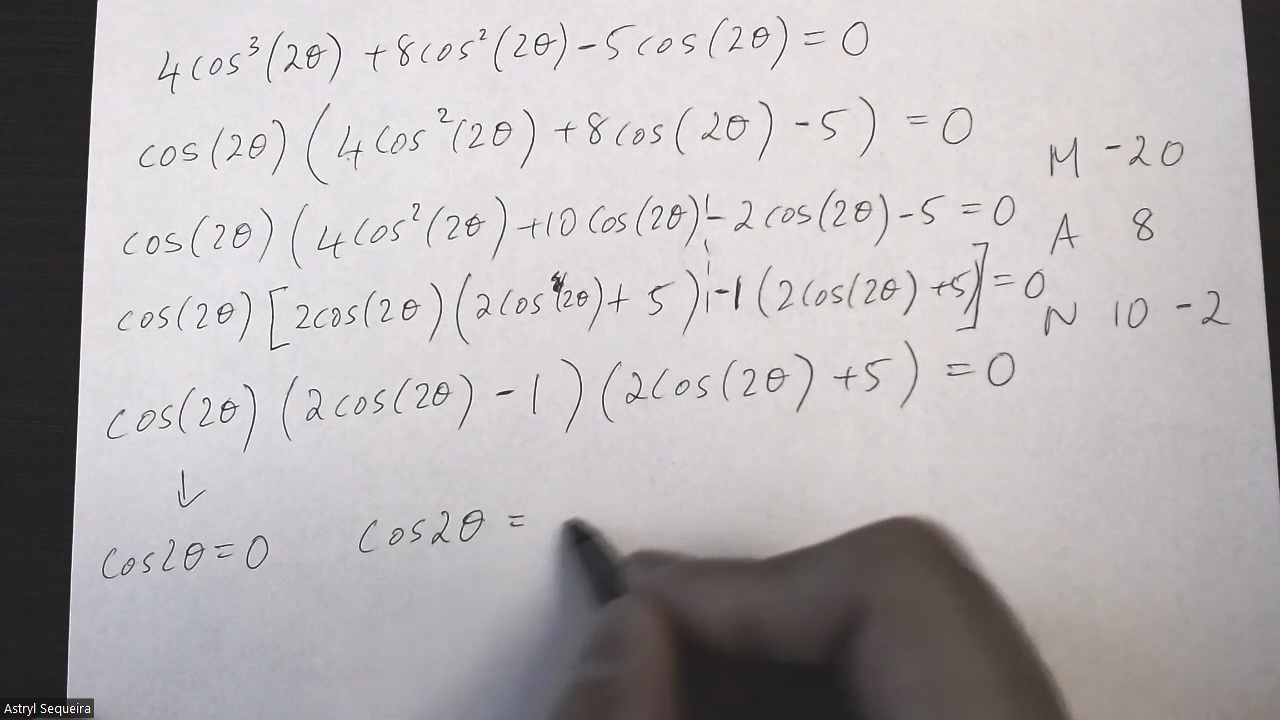 4cos³(2θ) + 8cos²(2θ) - 5cos(2θ) = 0
cos(2θ) (4cos²(2θ) + 8cos(2θ) - 5) = 0
M -20
cos(2θ) (4cos²(2θ) + 10cos(2θ) - 2cos(2θ) - 5 = 0
A 8
cos(2θ) [2cos(2θ) (2cos(2θ) + 5) - 1 (2cos(2θ) + 5] = 0
N 10 -2
cos(2θ) (2cos(2θ) - 1) (2cos(2θ) + 5) = 0
↓
cos2θ = 0 cos2θ =
Astryl Sequeira